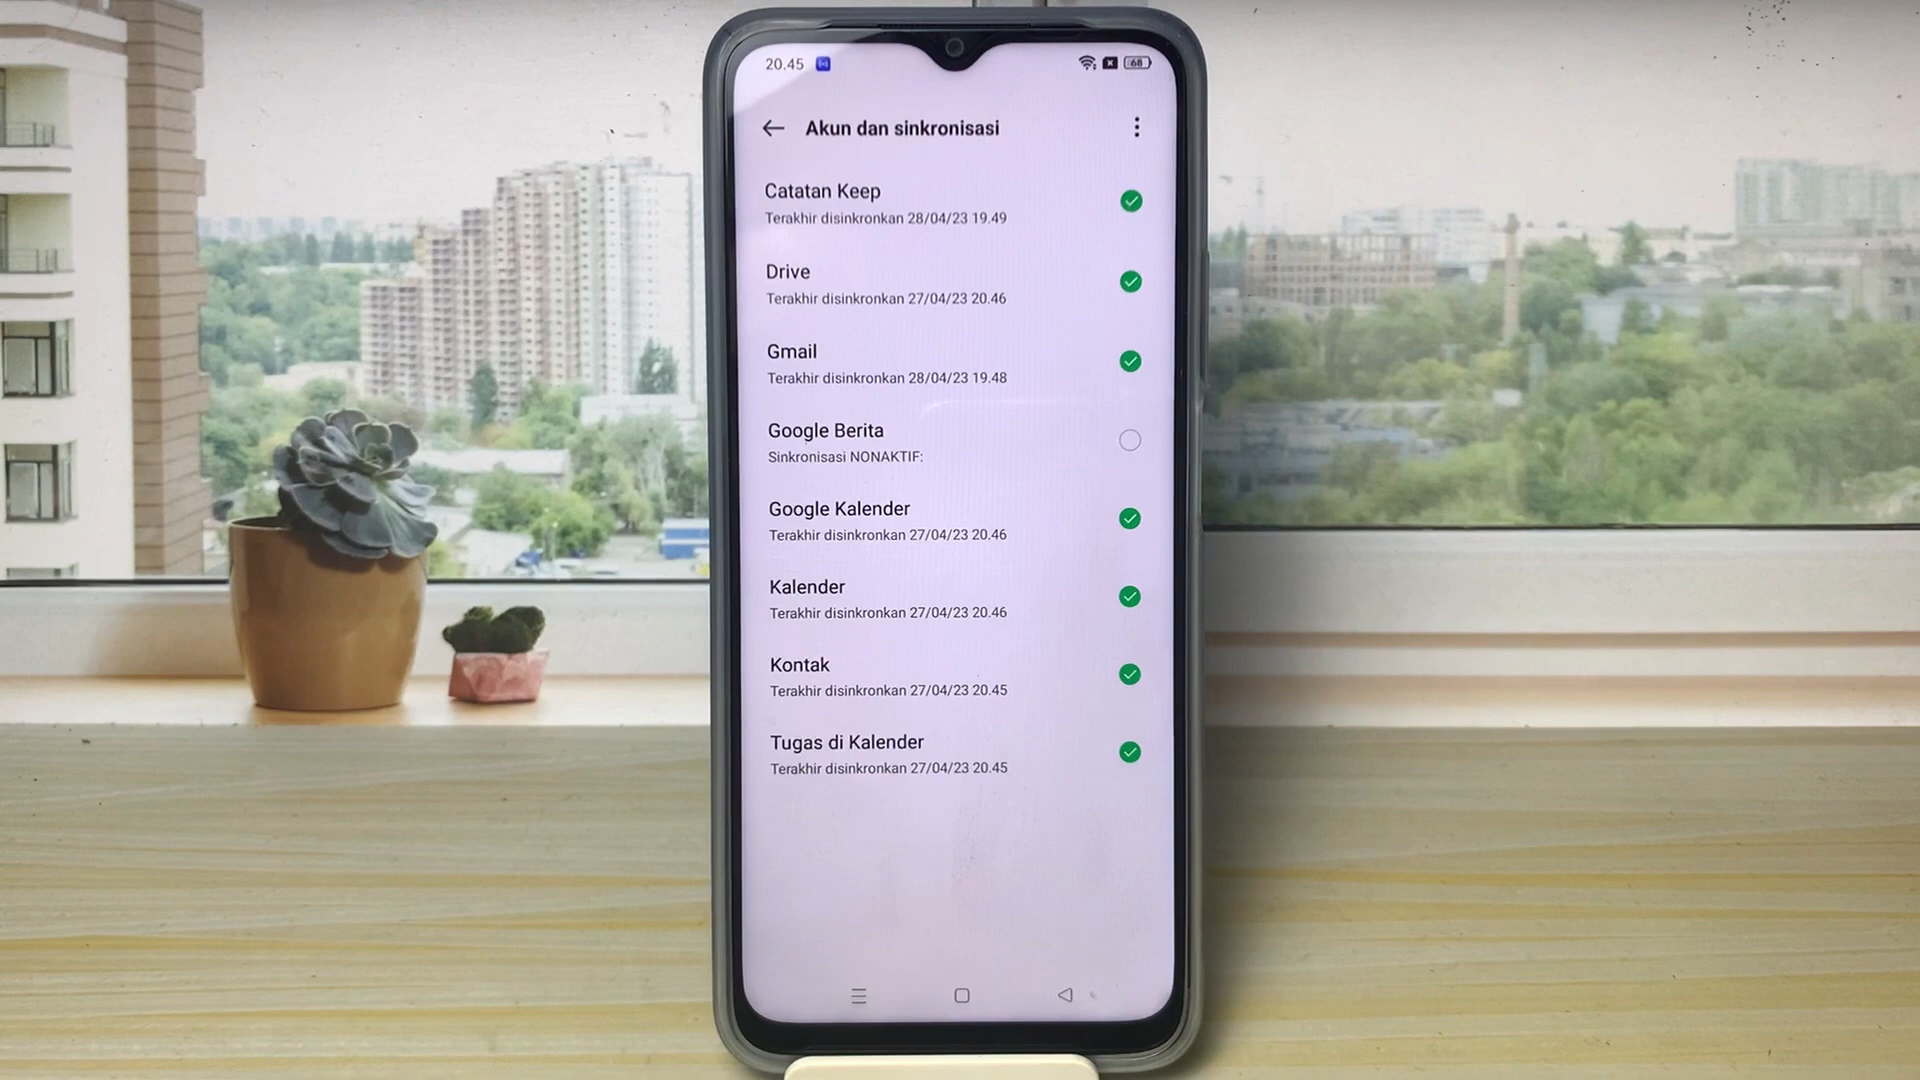 20.45
68
Akun dan sinkronisasi
Catatan Keep
Terakhir disinkronkan 28/04/23 19.49
Drive
Terakhir disinkronkan 27/04/23 20.46
Gmail
Terakhir disinkronkan 28/04/23 19.48
Google Berita
Sinkronisasi NONAKTIF:
Google Kalender
Terakhir disinkronkan 27/04/23 20.46
Kalender
Terakhir disinkronkan 27/04/23 20.46
Kontak
Terakhir disinkronkan 27/04/23 20.45
Tugas di Kalender
Terakhir disinkronkan 27/04/23 20.45